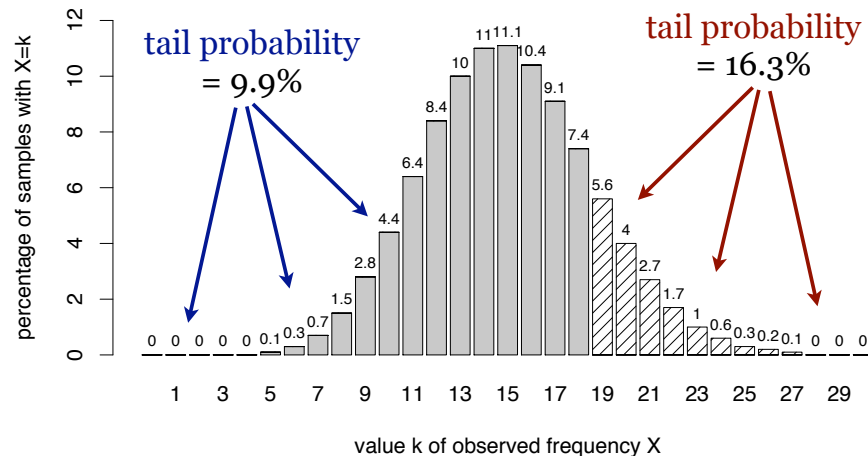 tail probability
= 9.9%
tail probability
= 16.3%
percentage of samples with X=k
12
10
8
6
4
2
0
0 0 0 0 0 0.1 0.3 0.7 1.5 2.8 4.4 6.4 8.4 10 11 11.1 10.4 9.1 7.4 5.6 4 2.7 1.7 1 0.6 0.3 0.2 0.1 0 0 0
1 3 5 7 9 11 13 15 17 19 21 23 25 27 29
value k of observed frequency X